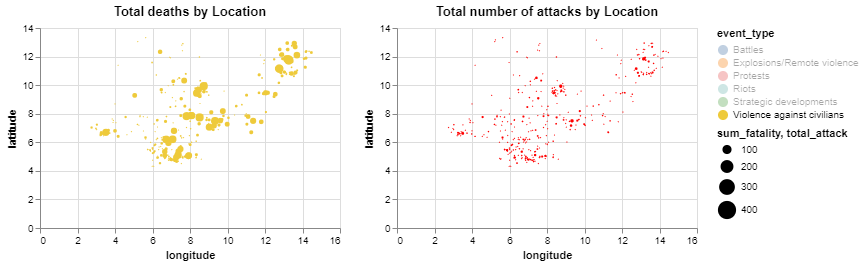 Total deaths by Location
14
12
10
8
6
4
2
0
latitude
0 2 4 6 8 10 12 14 16
longitude
Total number of attacks by Location
14
12
10
8
6
4
2
0
latitude
0 2 4 6 8 10 12 14 16
longitude
event_type
Battles
Explosions/Remote violence
Protests
Riots
Strategic developments
Violence against civilians
sum_fatality, total_attack
100
200
300
400